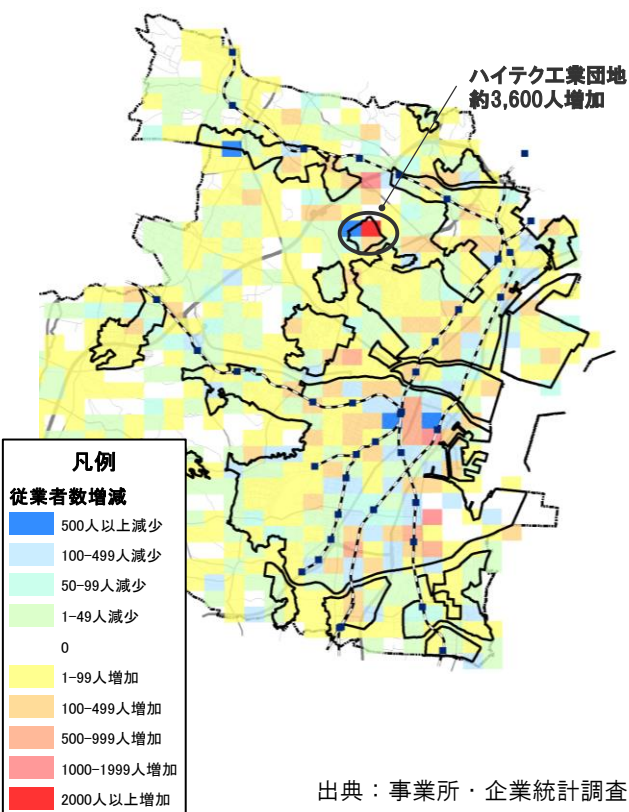 ハイテク工業団地
約3,600人増加
凡例
従業者数増減
500人以上減少
100-499人減少
50-99人減少
1-49人減少
0
1-99人増加
100-499人増加
500-999人増加
1000-1999人増加
2000人以上増加
出典：事業所・企業統計調査